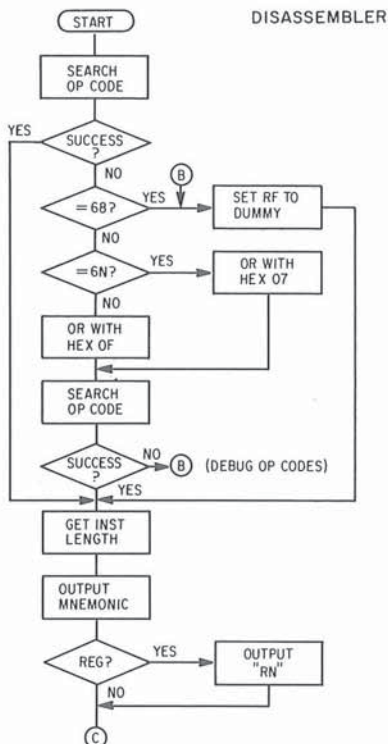 START
DISASSEMBLER
SEARCH
OP CODE
YES
SUCCESS
?
NO
B
= 68?
YES
SET RF TO
DUMMY
NO
= 6N?
YES
OR WITH
HEX 07
NO
OR WITH
HEX OF
SEARCH
OP CODE
SUCCESS
?
NO
B
(DEBUG OP CODES)
YES
GET INST
LENGTH
OUTPUT
MNEMONIC
REG?
YES
OUTPUT
"RN"
NO
C